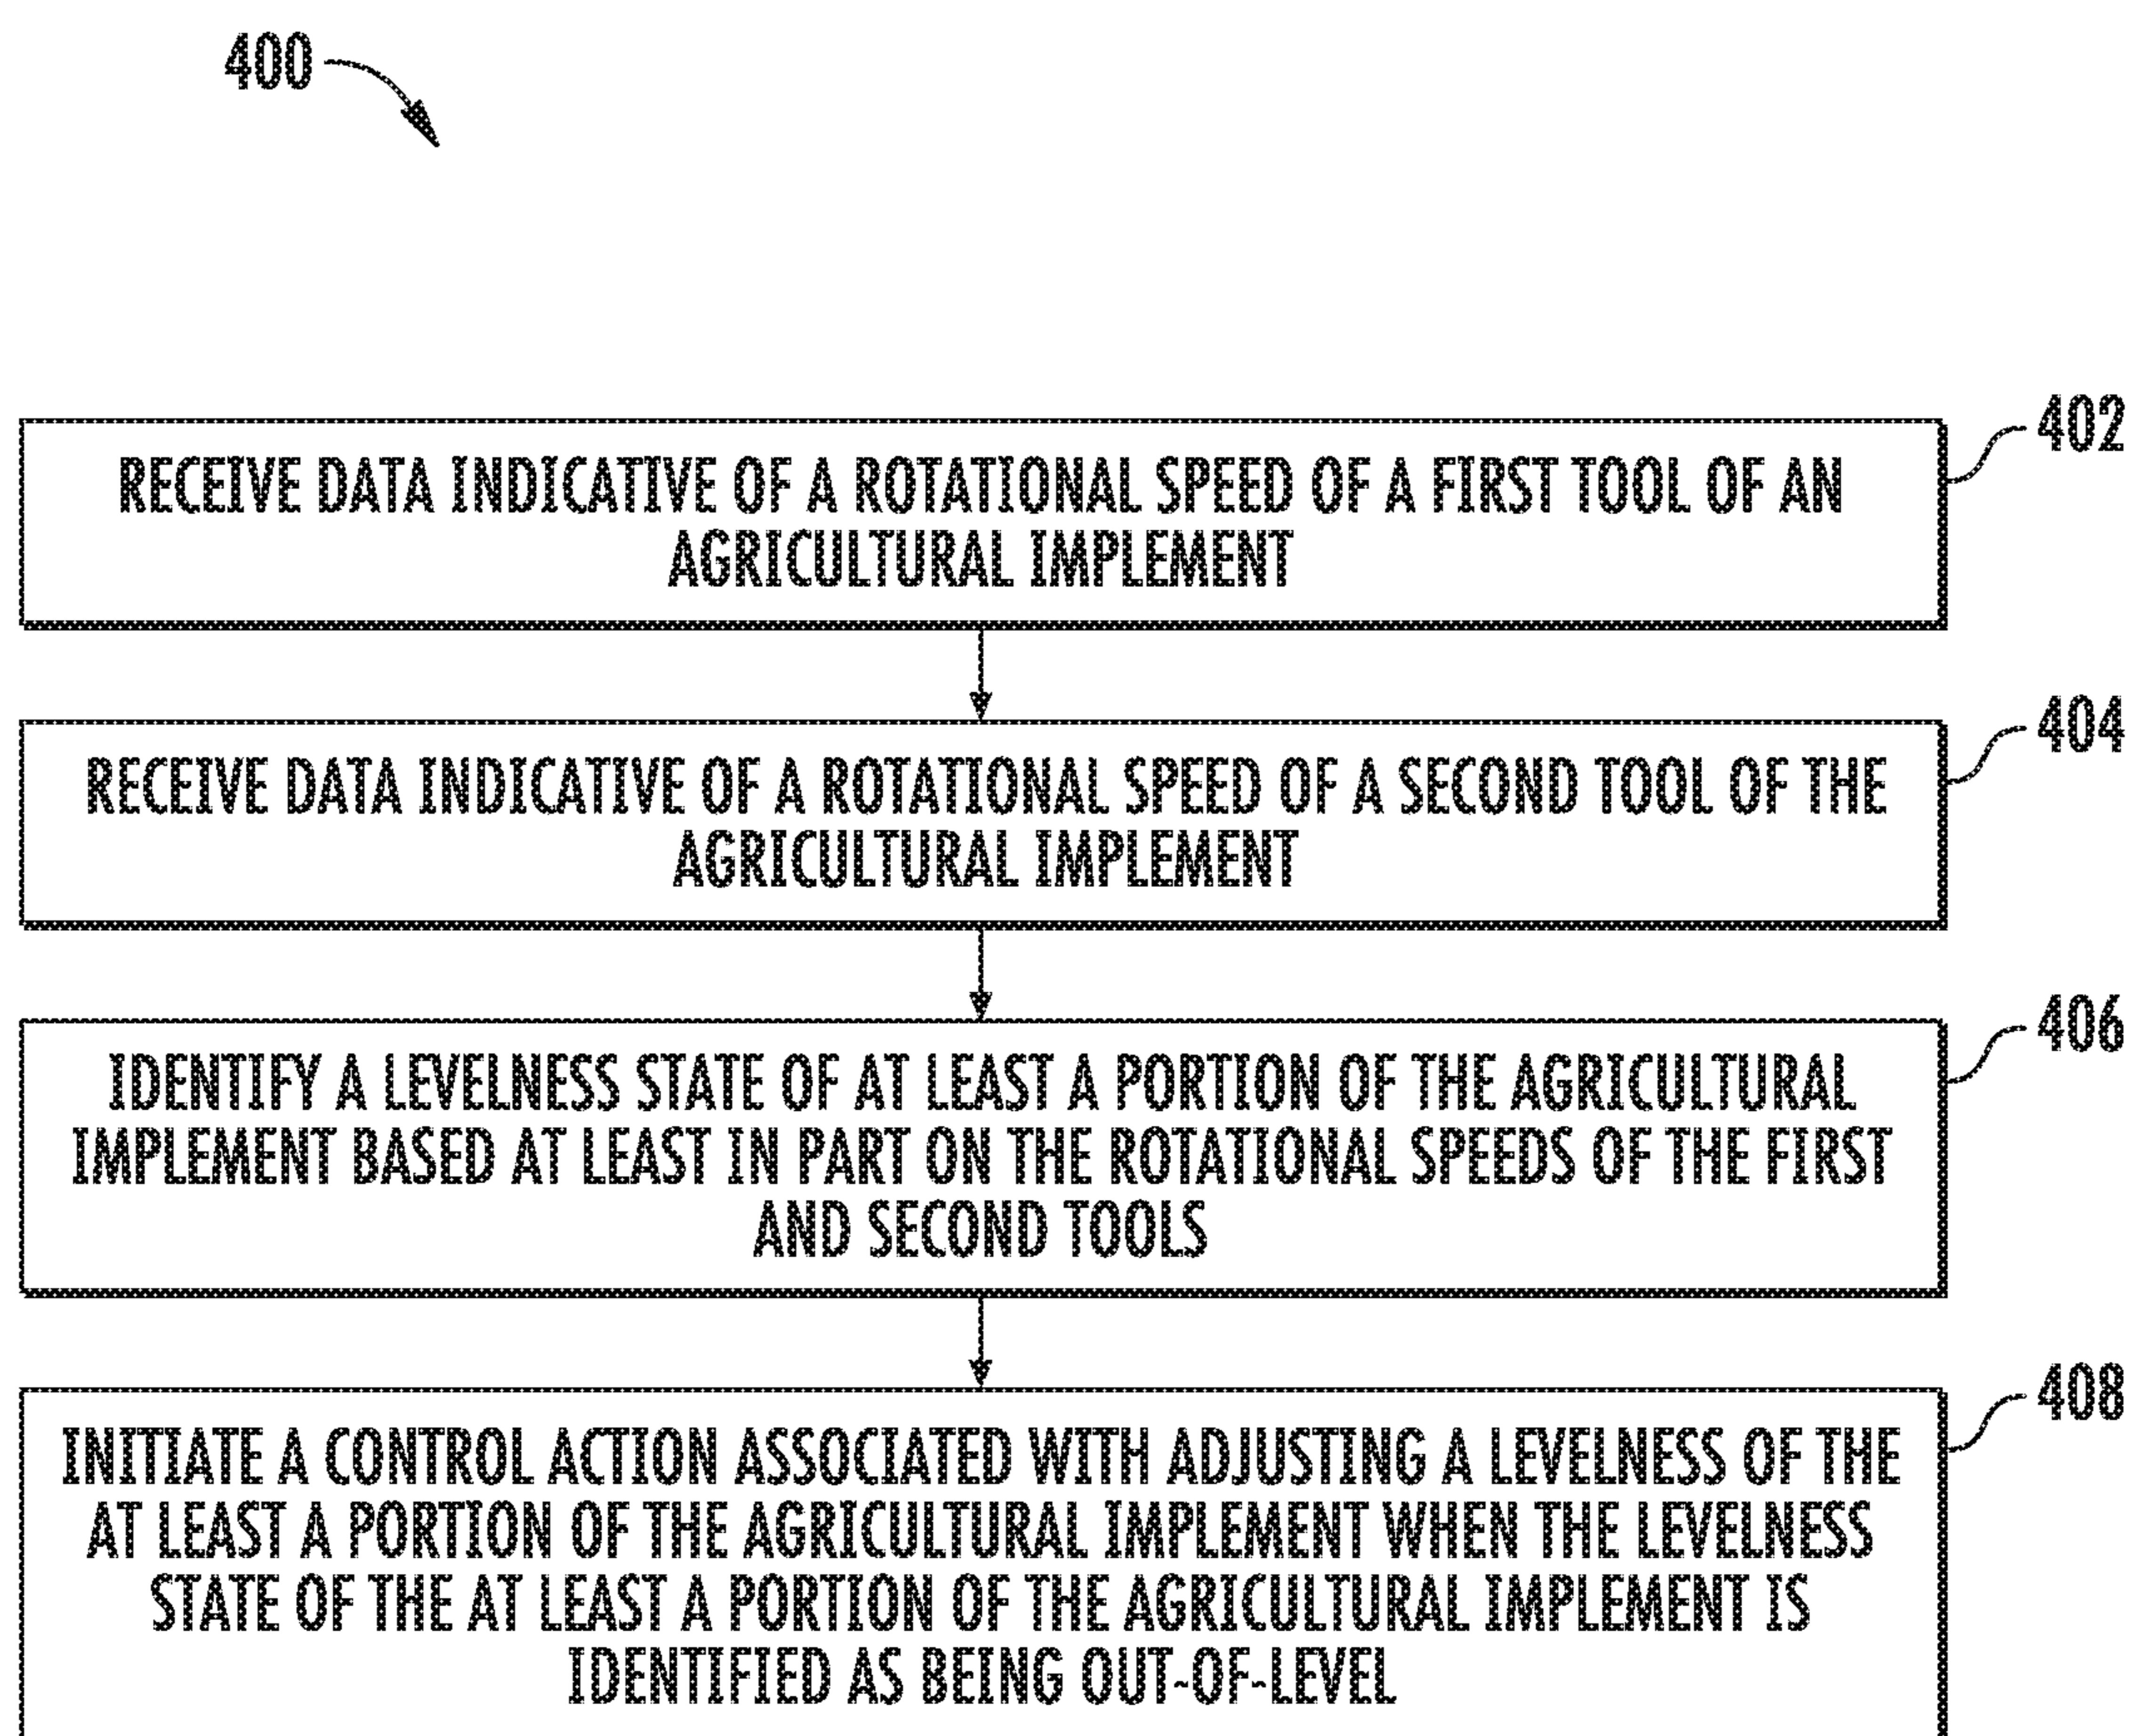 400
402
RECEIVE DATA INDICATIVE OF A ROTATIONAL SPEED OF A FIRST TOOL OF AN
AGRICULTURAL IMPLEMENT
404
RECEIVE DATA INDICATIVE OF A ROTATIONAL SPEED OF A SECOND TOOL OF THE
AGRICULTURAL IMPLEMENT
406
IDENTIFY A LEVELNESS STATE OF AT LEAST A PORTION OF THE AGRICULTURAL
IMPLEMENT BASED AT LEAST IN PART ON THE ROTATIONAL SPEEDS OF THE FIRST
AND SECOND TOOLS
408
INITIATE A CONTROL ACTION ASSOCIATED WITH ADJUSTING A LEVELNESS OF THE
AT LEAST A PORTION OF THE AGRICULTURAL IMPLEMENT WHEN THE LEVELNESS
STATE OF THE AT LEAST A PORTION OF THE AGRICULTURAL IMPLEMENT IS
IDENTIFIED AS BEING OUT-OF-LEVEL